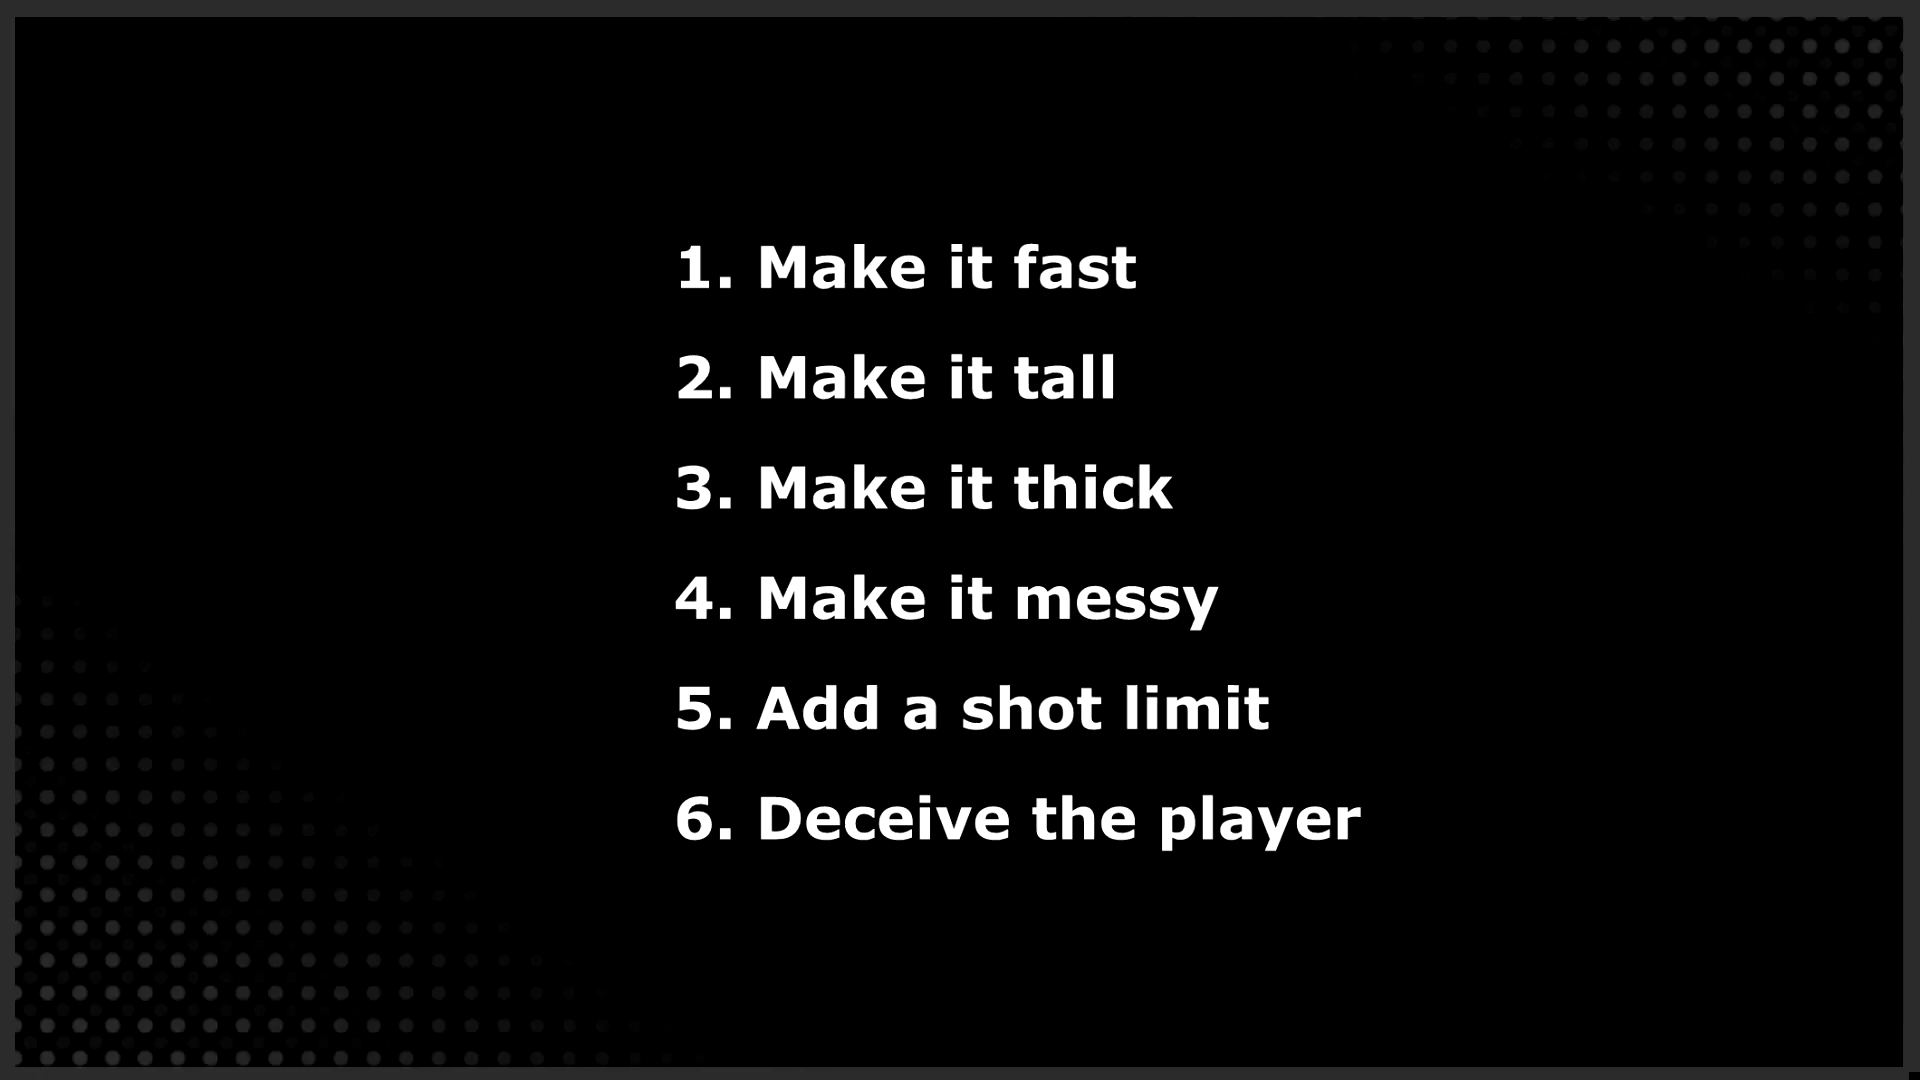 1. Make it fast
2. Make it tall
3. Make it thick
4. Make it messy
5. Add a shot limit
6. Deceive the player